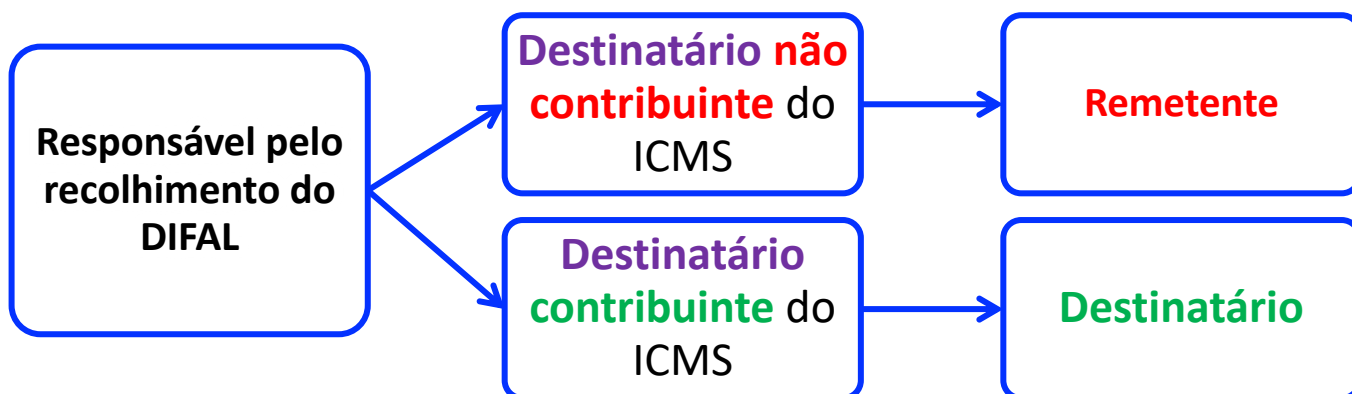 Responsável pelo
recolhimento do
DIFAL
Destinatário não
contribuinte do
ICMS
Remetente
Destinatário
contribuinte do
ICMS
Destinatário